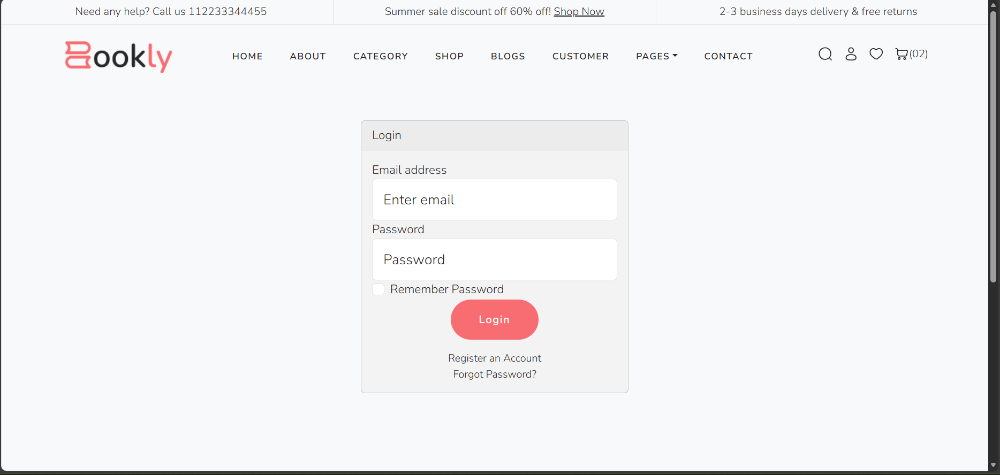 Need any help? Call us 112233344455
Summer sale discount off 60% off! Shop Now
2-3 business days delivery & free returns
Bookly
HOME ABOUT CATEGORY SHOP BLOGS CUSTOMER PAGES CONTACT
(02)
Login
Email address
Enter email
Password
Password
Remember Password
Login
Register an Account
Forgot Password?